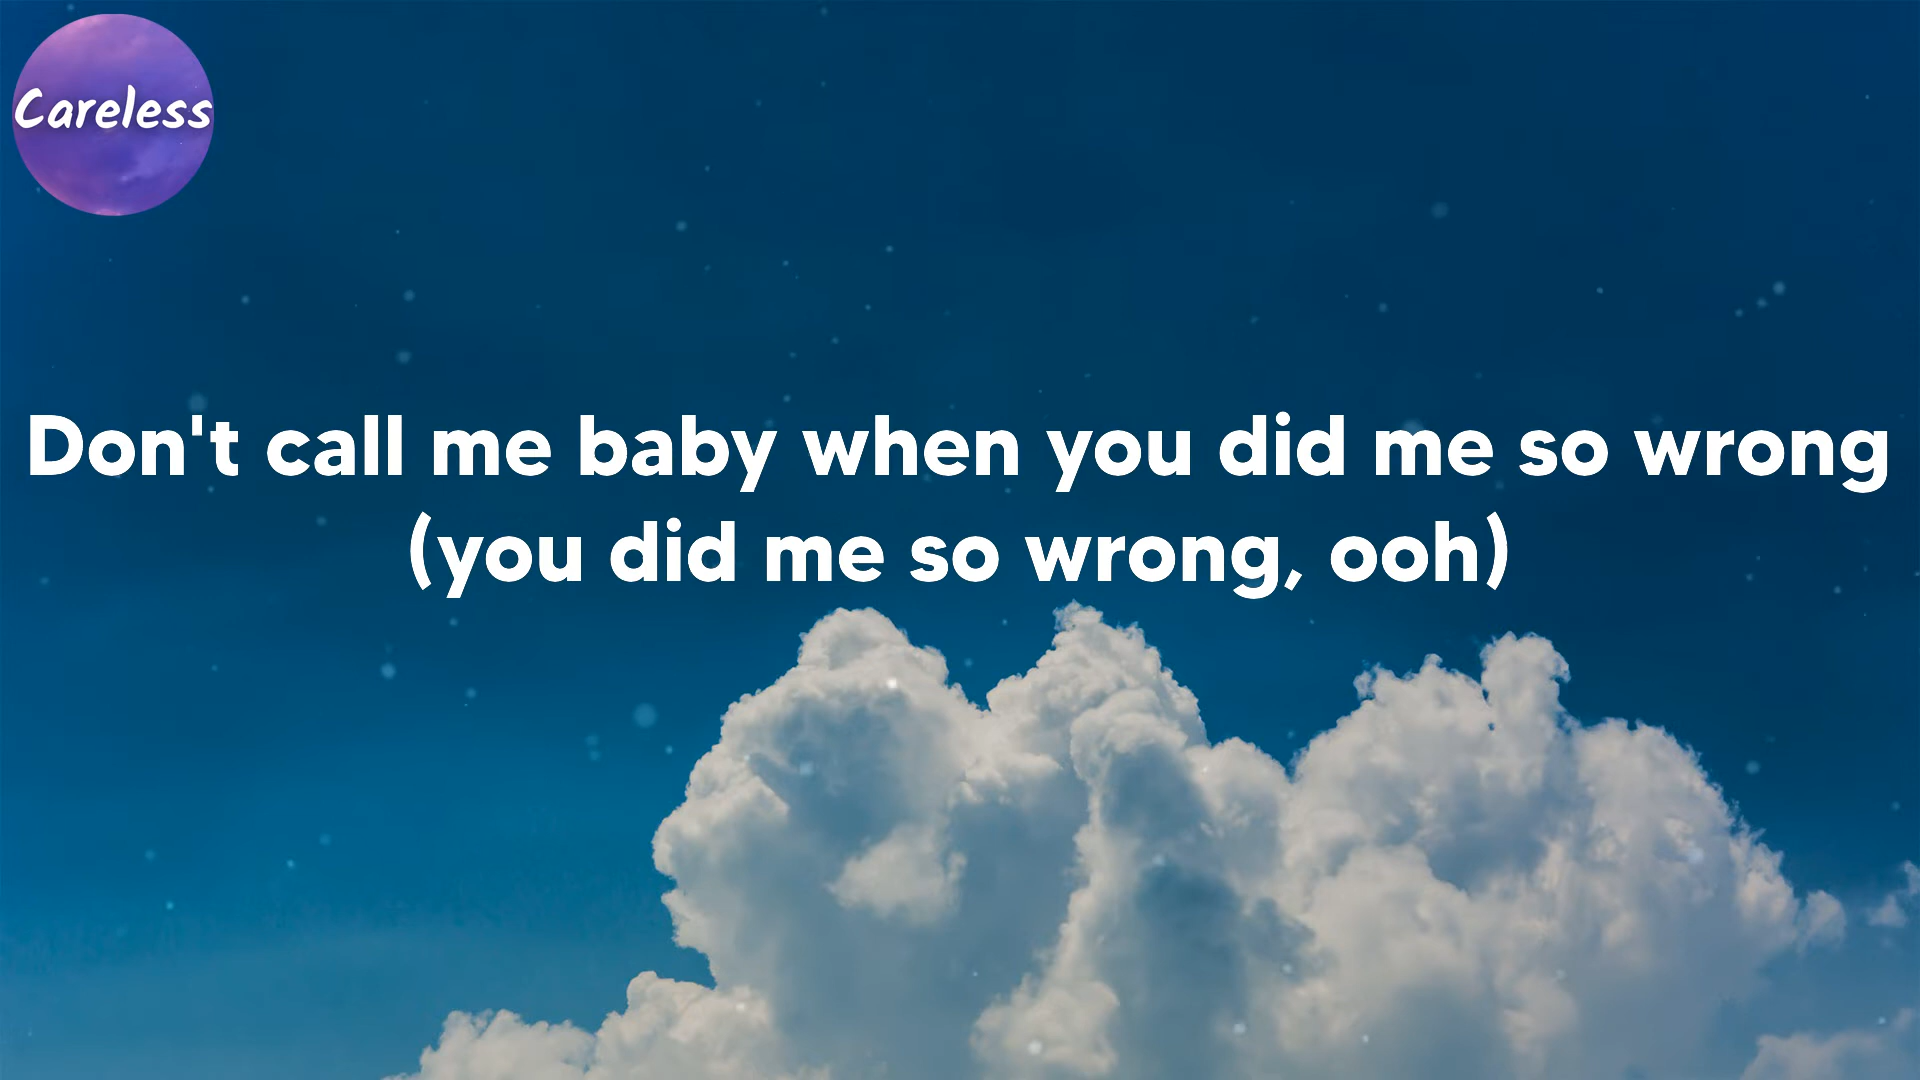 Careless
Don't call me baby when you did me so wrong
(you did me so wrong, ooh)